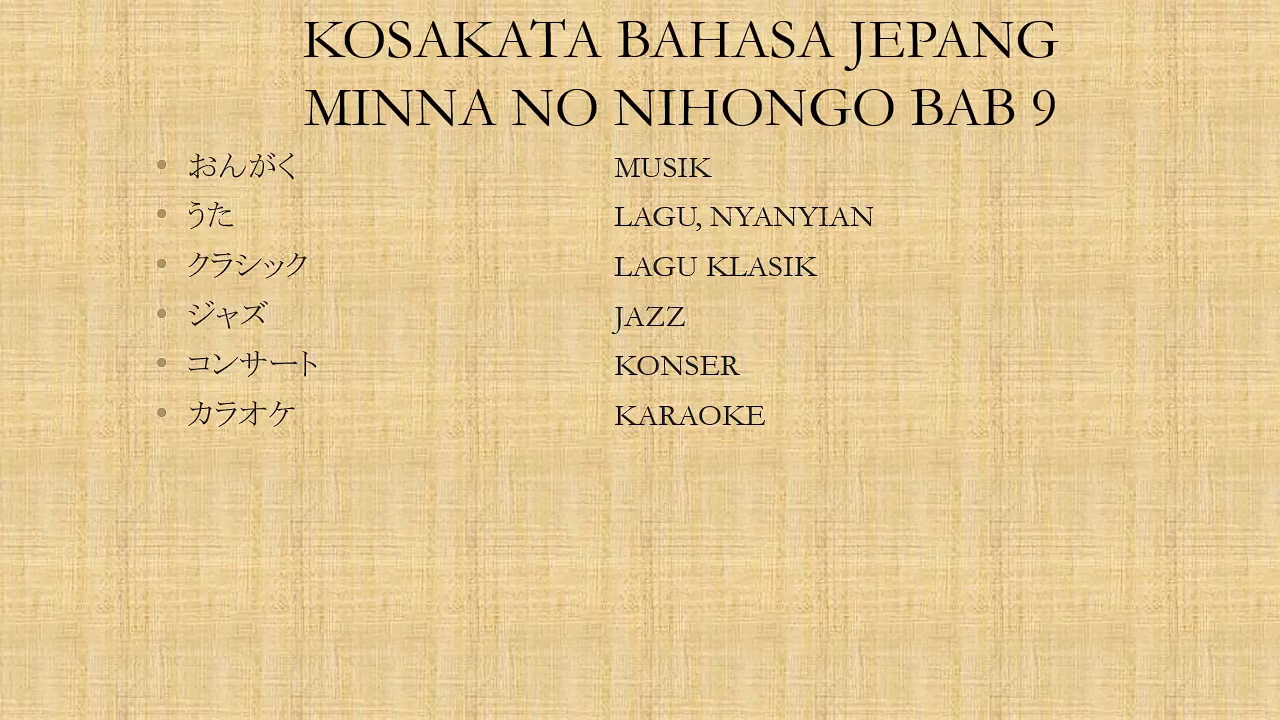 KOSAKATA BAHASA JEPANG
MINNA NO NIHONGO BAB 9
• おんがく MUSIK
• うた LAGU, NYANYIAN
• クラシック LAGU KLASIK
• ジャズ JAZZ
• コンサート KONSER
• カラオケ KARAOKE